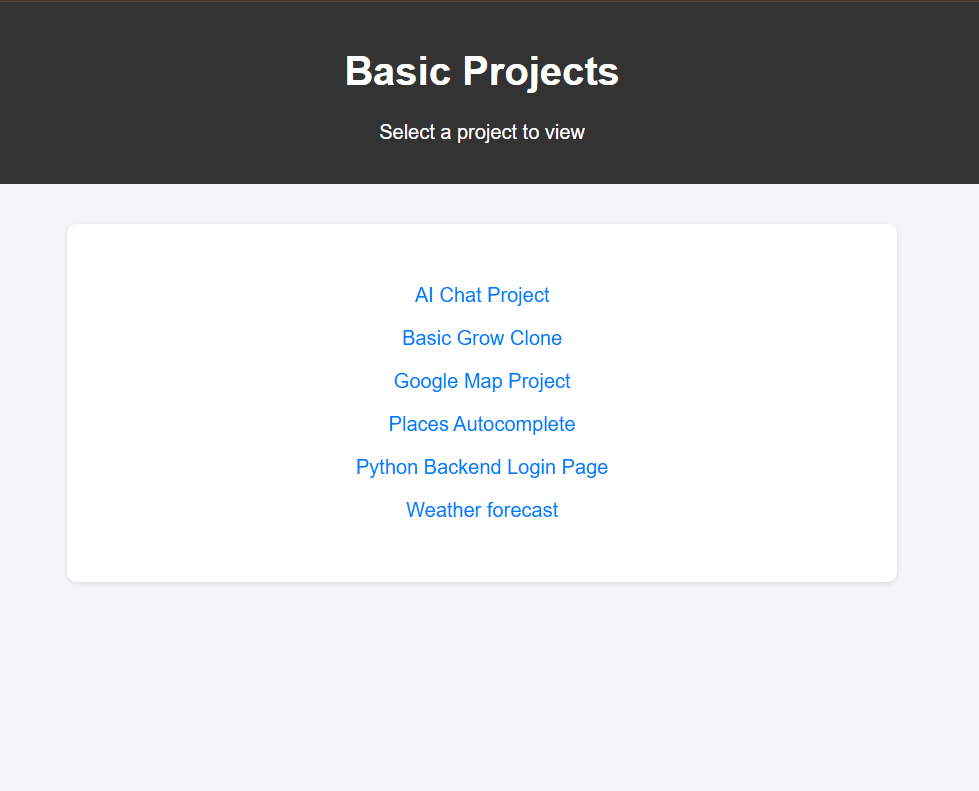 Basic Projects
Select a project to view
AI Chat Project
Basic Grow Clone
Google Map Project
Places Autocomplete
Python Backend Login Page
Weather forecast